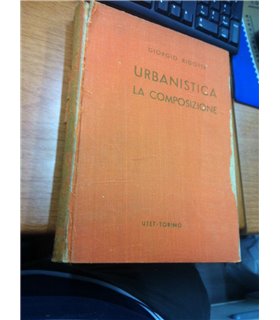 GIORGIO RIGOTTI
URBANISTICA
LA COMPOSIZIONE
UTET-TORINO